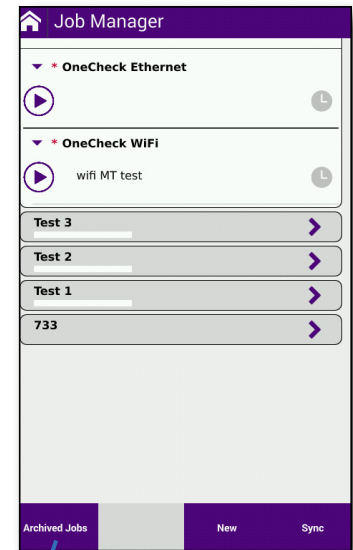 Job Manager
* OneCheck Ethernet
* OneCheck WiFi
wifi MT test
Test 3
Test 2
Test 1
733
Archived Jobs New Sync